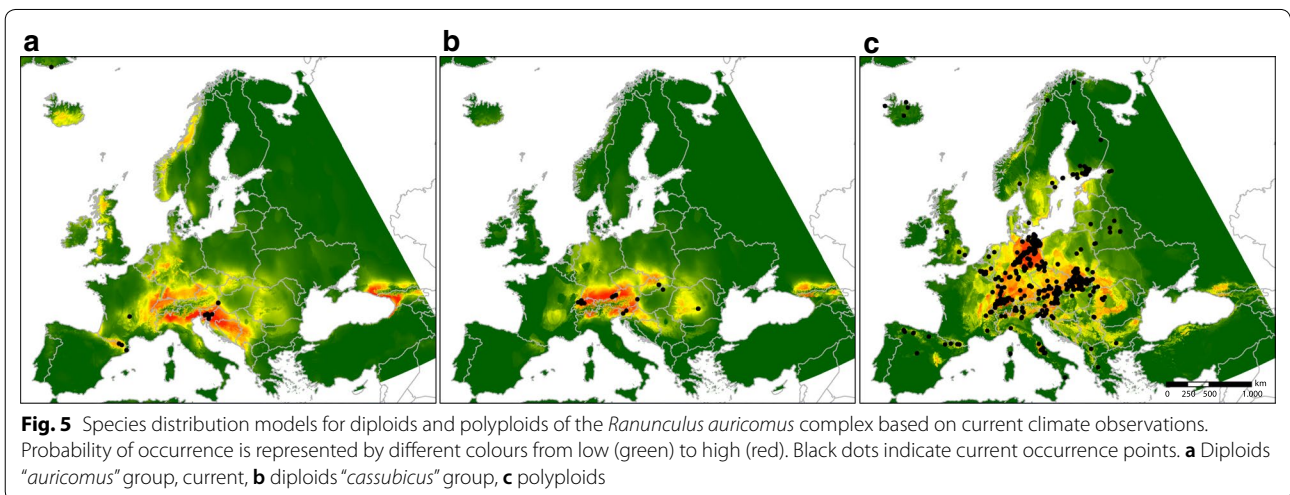 a
b
c
km
0 250 500 1.000
Fig. 5 Species distribution models for diploids and polyploids of the Ranunculus auricomus complex based on current climate observations.
Probability of occurrence is represented by different colours from low (green) to high (red). Black dots indicate current occurrence points. a Diploids
“auricomus” group, current, b diploids “cassubicus” group, c polyploids